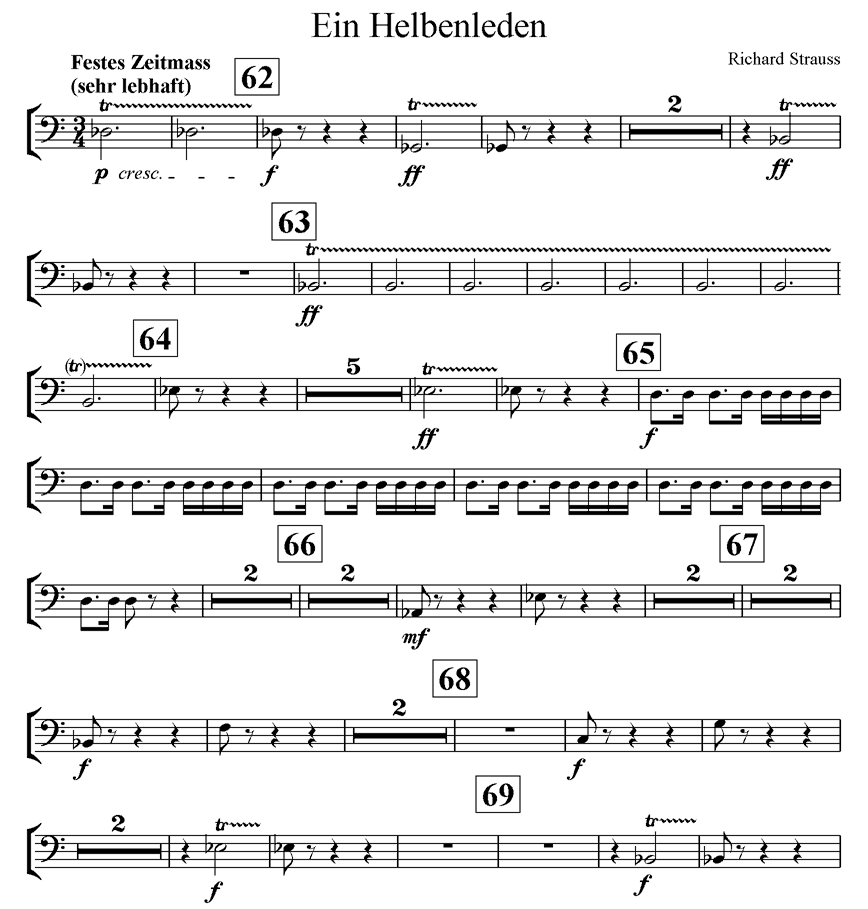 Ein Helbenleden
Richard Strauss
Festes Zeitmass
(sehr lebhaft)
62
tr tr 2 tr
3/4
p cresc. f ff ff
63
tr
ff
64 65
(tr) 5 tr
ff f
66 67
2 2 2 2
mf
68
2
f f
69
2 tr tr
f f